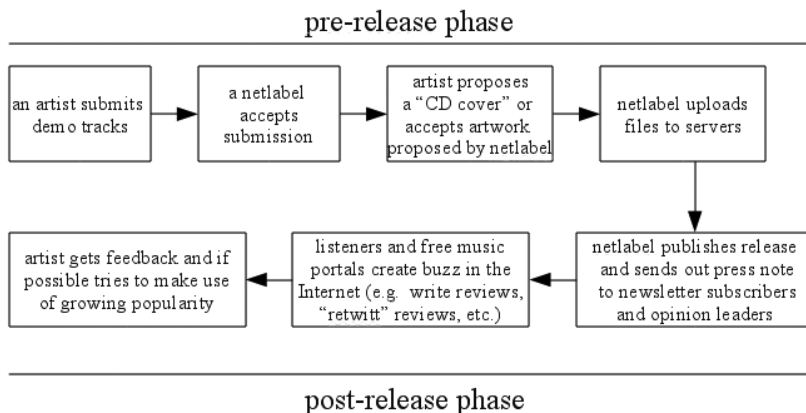 pre-release phase
an artist submits
demo tracks
a netlabel
accepts
submission
artist proposes
a “CD cover” or
accepts artwork
proposed by netlabel
netlabel uploads
files to servers
netlabel publishes release
and sends out press note
to newsletter subscribers
and opinion leaders
listeners and free music
portals create buzz in the
Internet (e.g. write reviews,
“retwitt” reviews, etc.)
artist gets feedback and if
possible tries to make use
of growing popularity
post-release phase